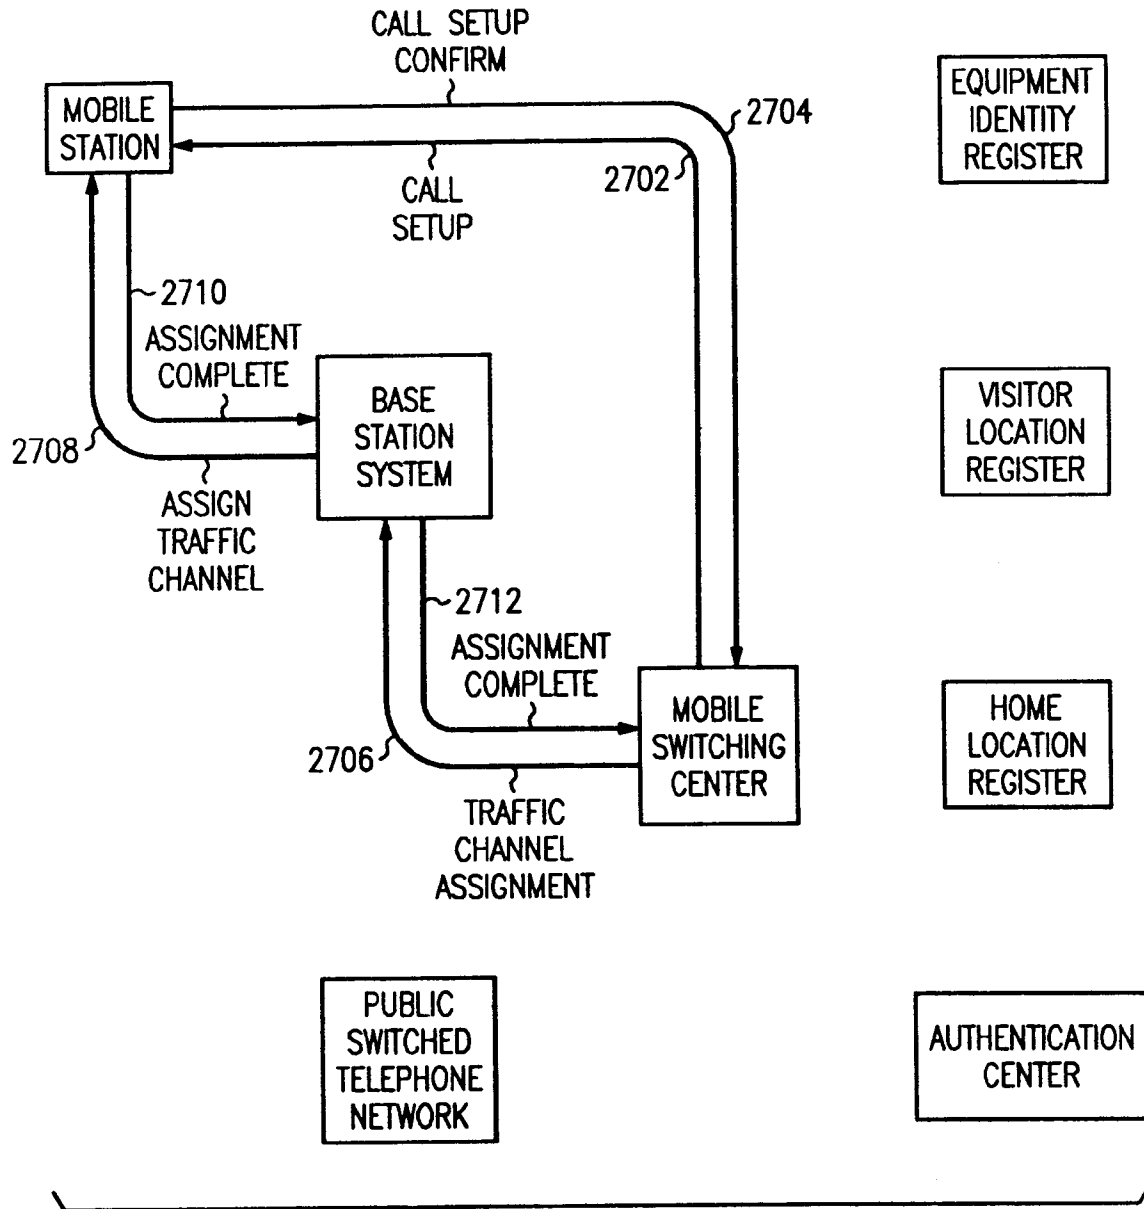 CALL SETUP
CONFIRM
MOBILE
STATION
2704
EQUIPMENT
IDENTITY
REGISTER
2702
CALL
SETUP
2710
ASSIGNMENT
COMPLETE
BASE
STATION
SYSTEM
VISITOR
LOCATION
REGISTER
2708
ASSIGN
TRAFFIC
CHANNEL
2712
ASSIGNMENT
COMPLETE
MOBILE
SWITCHING
CENTER
HOME
LOCATION
REGISTER
2706
TRAFFIC
CHANNEL
ASSIGNMENT
PUBLIC
SWITCHED
TELEPHONE
NETWORK
AUTHENTICATION
CENTER